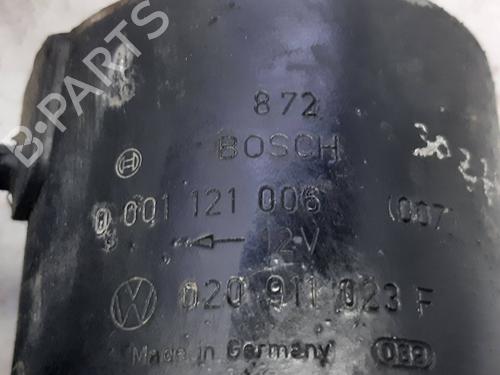 B-PARTS
872
BOSCH
0 001 121 006 (007)
12V
020 911 023 F
Made in Germany